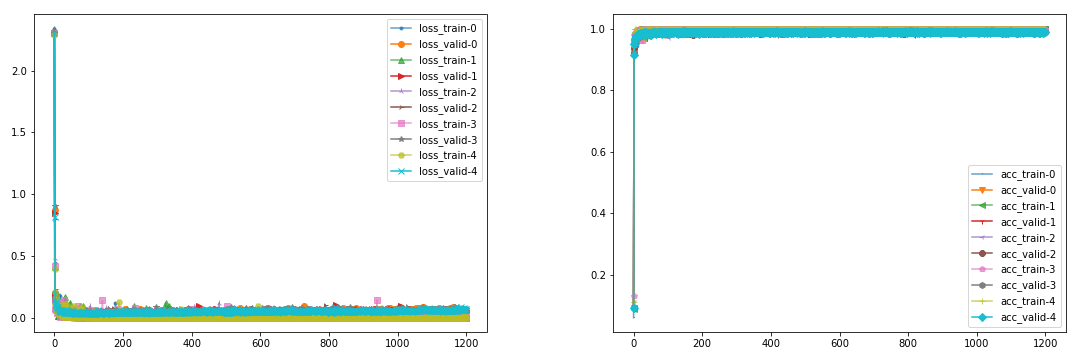 2.0
1.5
1.0
0.5
0.0
0
200
400
600
800
1000
1200
loss_train-0
loss_valid-0
loss_train-1
loss_valid-1
loss_train-2
loss_valid-2
loss_train-3
loss_valid-3
loss_train-4
loss_valid-4
1.0
0.8
0.6
0.4
0.2
0
200
400
600
800
1000
1200
acc_train-0
acc_valid-0
acc_train-1
acc_valid-1
acc_train-2
acc_valid-2
acc_train-3
acc_valid-3
acc_train-4
acc_valid-4